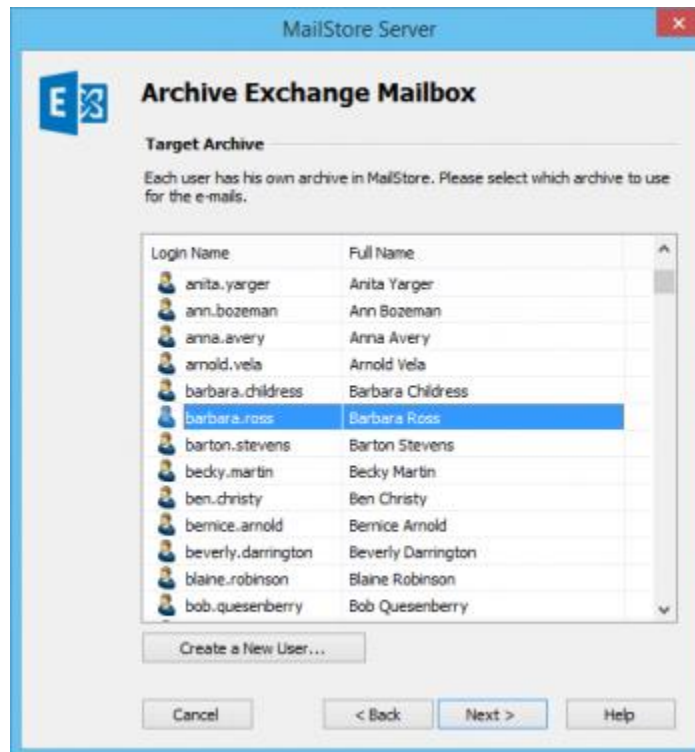 MailStore Server
E
Archive Exchange Mailbox
Target Archive
Each user has his own archive in MailStore. Please select which archive to use
for the e-mails.
Login Name Full Name
anita.yarger Anita Yarger
ann.bozeman Ann Bozeman
anna.avery Anna Avery
arnold.vela Arnold Vela
barbara.childress Barbara Childress
barbara.ross Barbara Ross
barton.stevens Barton Stevens
becky.martin Becky Martin
ben.christy Ben Christy
bernice.arnold Bernice Arnold
beverly.darrington Beverly Darrington
blaine.robinson Blaine Robinson
bob.quesenberry Bob Quesenberry
Create a New User...
Cancel < Back Next > Help